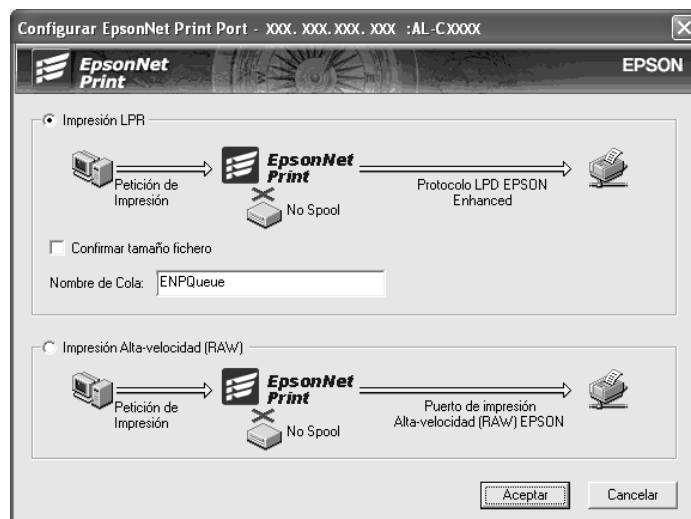 Configurar EpsonNet Print Port - XXX. XXX.XXX. XXX :AL-CXXXX
EpsonNet
Print
EPSON
Impresión LPR
Petición de
Impresión
EpsonNet
Print
No Spool
Protocolo LPD EPSON
Enhanced
Confirmar tamaño fichero
Nombre de Cola: ENPQueue
Impresión Alta-velocidad (RAW)
Petición de
Impresión
EpsonNet
Print
No Spool
Puerto de impresión
Alta-velocidad (RAW) EPSON
Aceptar Cancelar